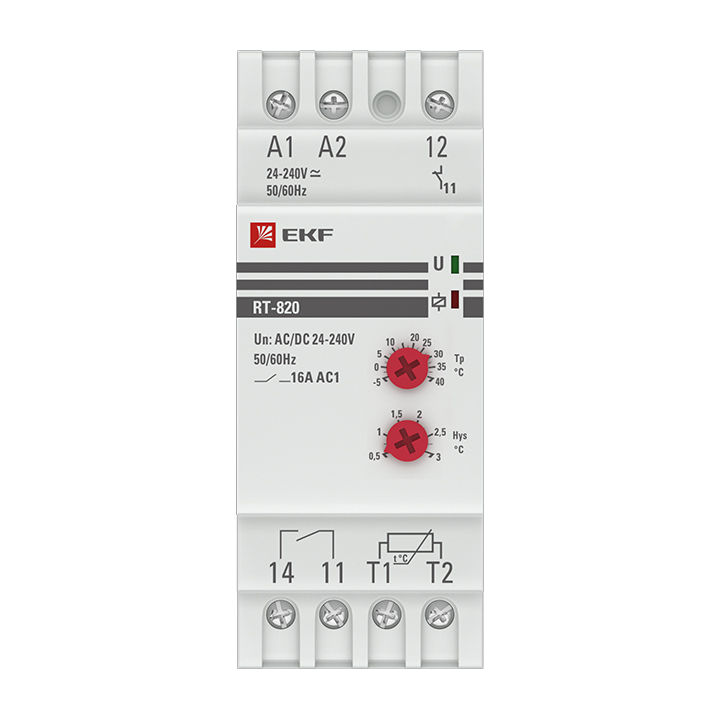 A1 A2 12
24-240V ≃
50/60Hz
11
EKF
U
RT-820
Un: AC/DC 24-240V
50/60Hz
16A AC1
-5 0 5 10 20 25 30 35 40
Tp
°C
0,5 1 1,5 2 2,5 3
Hys
°C
t°C
14 11 T1 T2